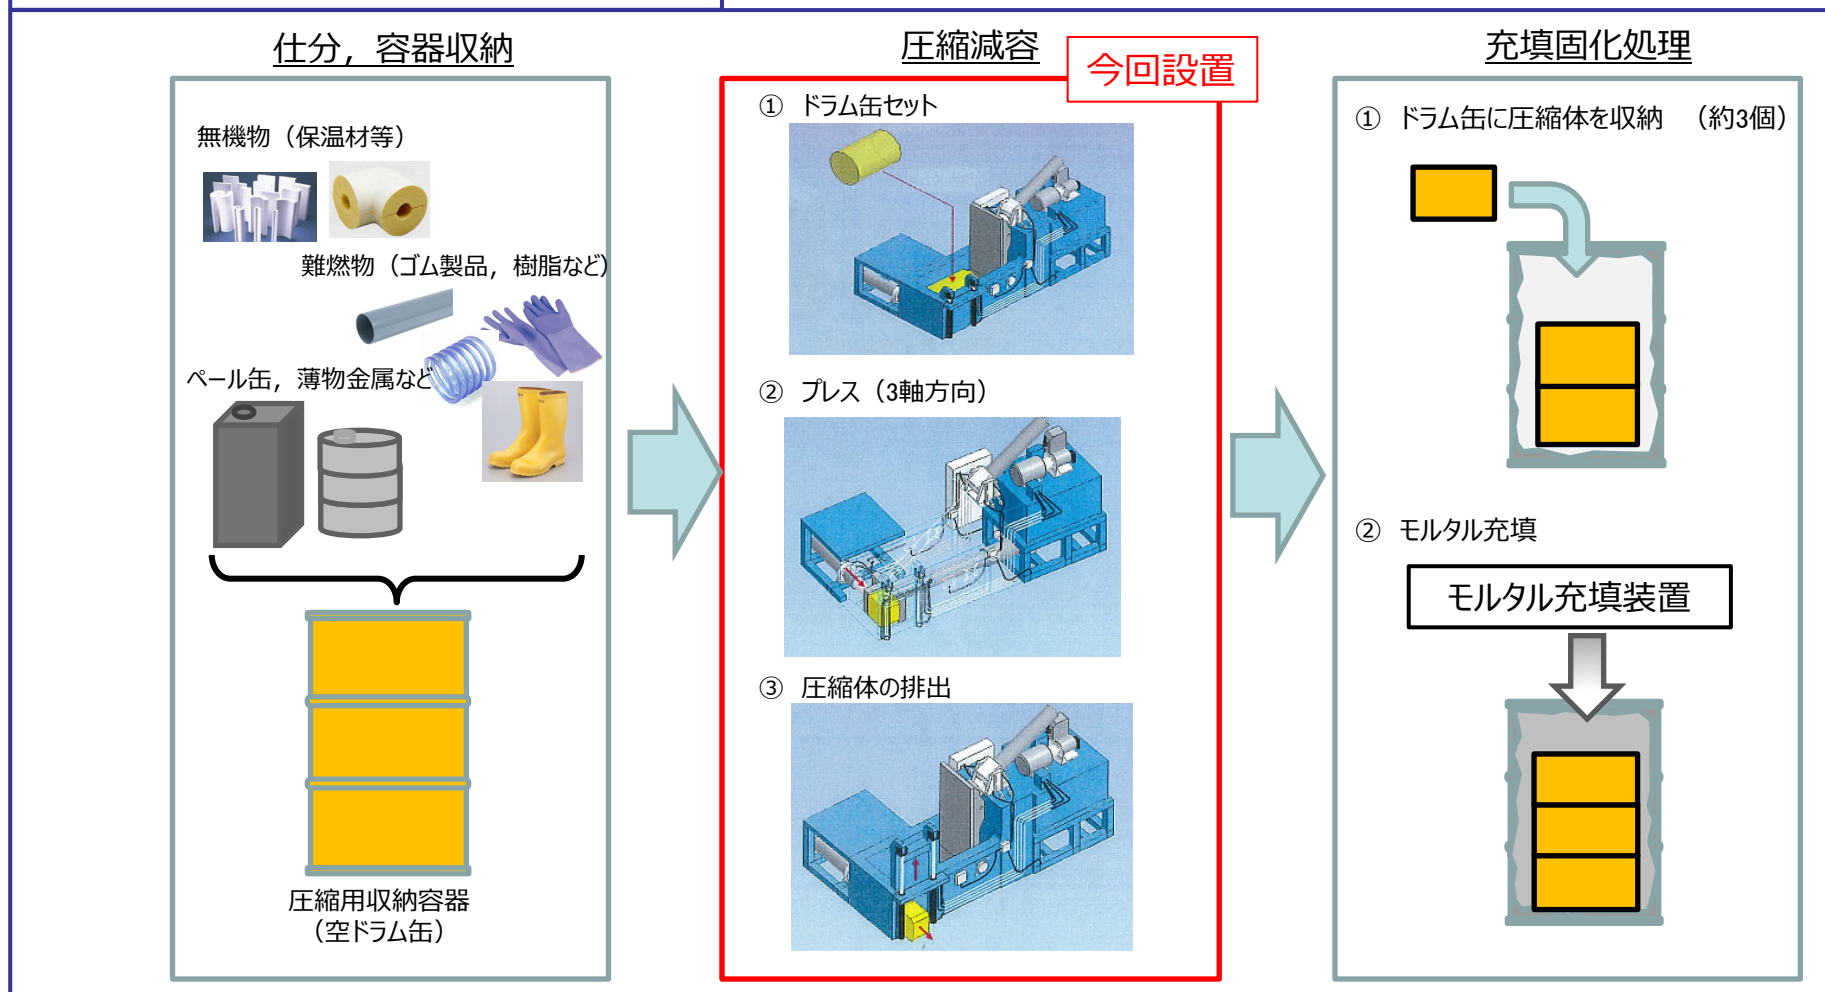 仕分，容器収納
無機物（保温材等）
難燃物（ゴム製品，樹脂など）
ペール缶，薄物金属など
圧縮用収納容器
（空ドラム缶）
圧縮減容
今回設置
① ドラム缶セット
② プレス（3軸方向）
③ 圧縮体の排出
充填固化処理
① ドラム缶に圧縮体を収納 （約3個）
② モルタル充填
モルタル充填装置